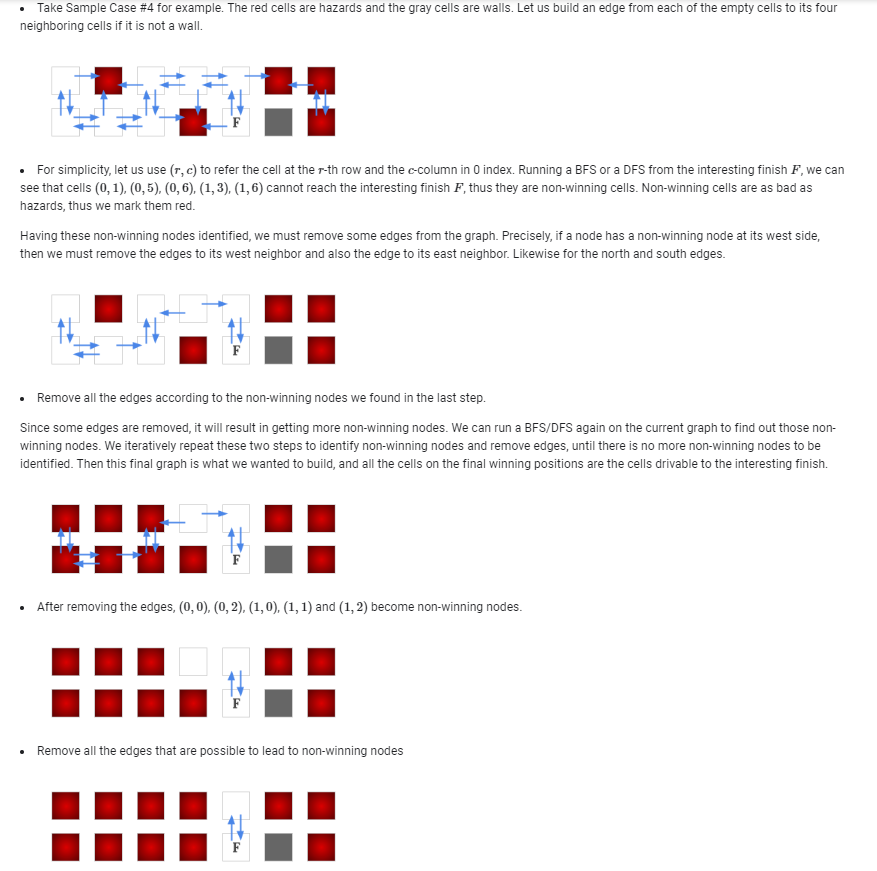 • Take Sample Case #4 for example. The red cells are hazards and the gray cells are walls. Let us build an edge from each of the empty cells to its four
neighboring cells if it is not a wall.
F
• For simplicity, let us use (r, c) to refer the cell at the r-th row and the c-column in 0 index. Running a BFS or a DFS from the interesting finish F, we can
see that cells (0, 1), (0, 5), (0, 6), (1, 3), (1, 6) cannot reach the interesting finish F, thus they are non-winning cells. Non-winning cells are as bad as
hazards, thus we mark them red.
Having these non-winning nodes identified, we must remove some edges from the graph. Precisely, if a node has a non-winning node at its west side,
then we must remove the edges to its west neighbor and also the edge to its east neighbor. Likewise for the north and south edges.
F
• Remove all the edges according to the non-winning nodes we found in the last step.
Since some edges are removed, it will result in getting more non-winning nodes. We can run a BFS/DFS again on the current graph to find out those non-
winning nodes. We iteratively repeat these two steps to identify non-winning nodes and remove edges, until there is no more non-winning nodes to be
identified. Then this final graph is what we wanted to build, and all the cells on the final winning positions are the cells drivable to the interesting finish.
F
• After removing the edges, (0, 0), (0, 2), (1, 0), (1, 1) and (1, 2) become non-winning nodes.
F
• Remove all the edges that are possible to lead to non-winning nodes
F